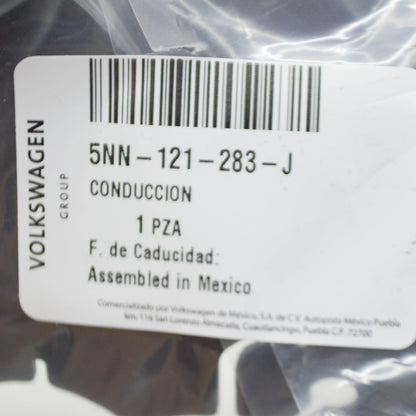 VOLKSWAGEN
GROUP
5NN-121-283-J
CONDUCCION
1 PZA
F. de Caducidad:
Assembled in Mexico
Comercializado por Volkswagen de México, S.A. de C.V. Autopista México Puebla
km. 116 San Lorenzo Almecatla, Cuautlancingo, Puebla C.P. 72700